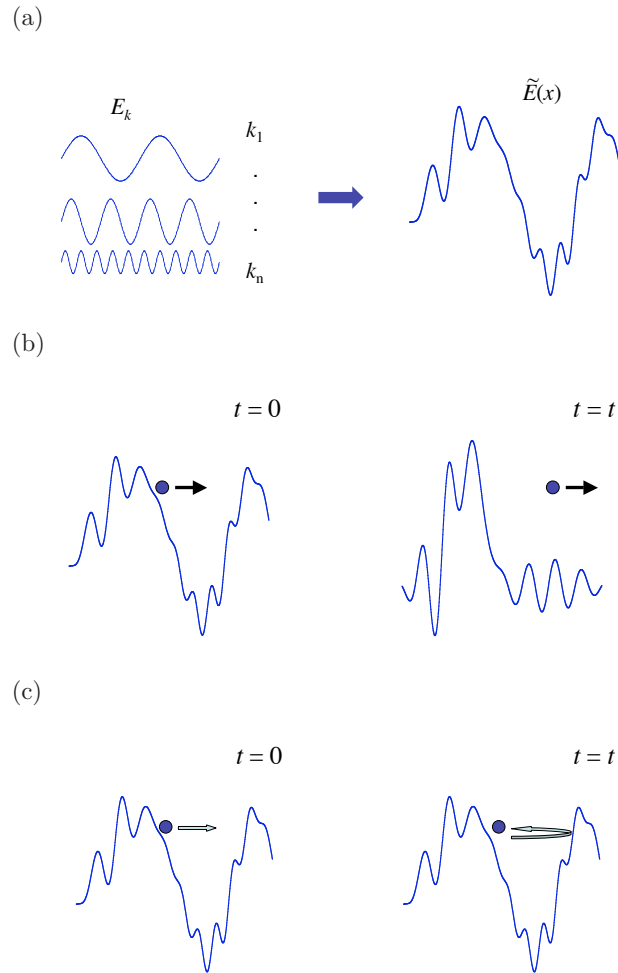 (a)
E_k
k_1
.
.
.
k_n
Ẽ(x)
(b)
t = 0
t = t
(c)
t = 0
t = t